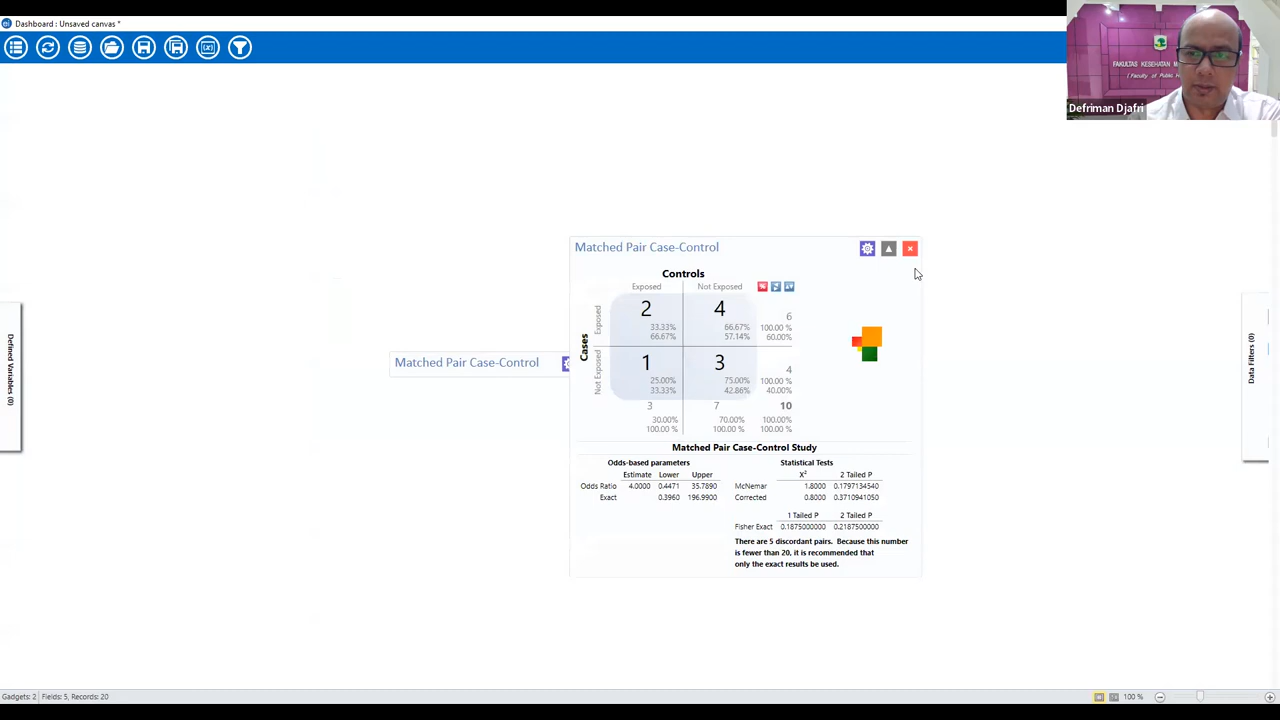 Dashboard : Unsaved canvas *
FAKULTAS KESEHATAN M
(Faculty of Public H
Defriman Djafri
Matched Pair Case-Control
Controls
Exposed Not Exposed
Cases
Exposed
2 4 6
33.33% 66.67% 100.00 %
66.67% 57.14% 60.00%
Not Exposed
1 3 4
25.00% 75.00% 100.00 %
33.33% 42.86% 40.00%
3 7 10
30.00% 70.00% 100.00%
100.00 % 100.00 % 100.00 %
Matched Pair Case-Control Study
Odds-based parameters
Estimate Lower Upper
Odds Ratio 4.0000 0.4471 35.7890
Exact 0.3960 196.9900
Statistical Tests
X² 2 Tailed P
McNemar 1.8000 0.1797134540
Corrected 0.8000 0.3710941050
1 Tailed P 2 Tailed P
Fisher Exact 0.1875000000 0.2187500000
There are 5 discordant pairs. Because this number
is fewer than 20, it is recommended that
only the exact results be used.
Matched Pair Case-Control
Defined Variables (0)
Data Filters (0)
Gadgets: 2 Fields: 5, Records: 20
100 %